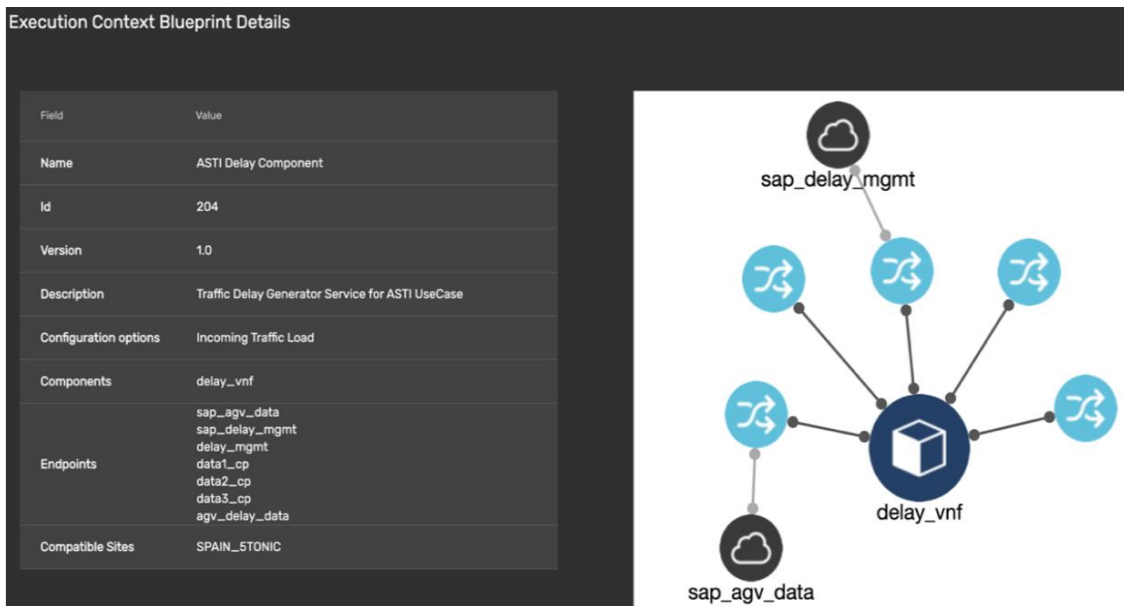 Execution Context Blueprint Details
Field Value
Name ASTI Delay Component
Id 204
Version 1.0
Description Traffic Delay Generator Service for ASTI UseCase
Configuration options Incoming Traffic Load
Components delay_vnf
Endpoints
sap_agv_data
sap_delay_mgmt
delay_mgmt
data1_cp
data2_cp
data3_cp
agv_delay_data
Compatible Sites SPAIN_5TONIC
sap_delay_mgmt
delay_vnf
sap_agv_data